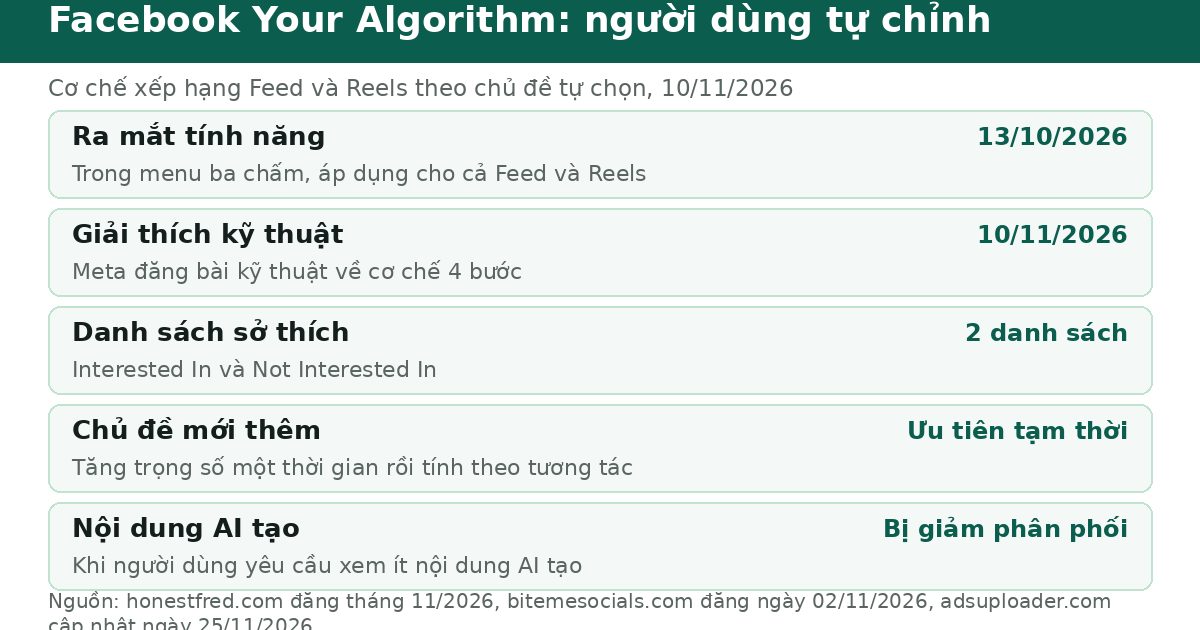 Facebook Your Algorithm: người dùng tự chỉnh
Cơ chế xếp hạng Feed và Reels theo chủ đề tự chọn, 10/11/2026
Ra mắt tính năng
13/10/2026
Trong menu ba chấm, áp dụng cho cả Feed và Reels
Giải thích kỹ thuật
10/11/2026
Meta đăng bài kỹ thuật về cơ chế 4 bước
Danh sách sở thích
2 danh sách
Interested In và Not Interested In
Chủ đề mới thêm
Ưu tiên tạm thời
Tăng trọng số một thời gian rồi tính theo tương tác
Nội dung AI tạo
Bị giảm phân phối
Khi người dùng yêu cầu xem ít nội dung AI tạo
Nguồn: honestfred.com đăng tháng 11/2026, bitemesocials.com đăng ngày 02/11/2026, adsuploader.com
cập nhật ngày 25/11/2026